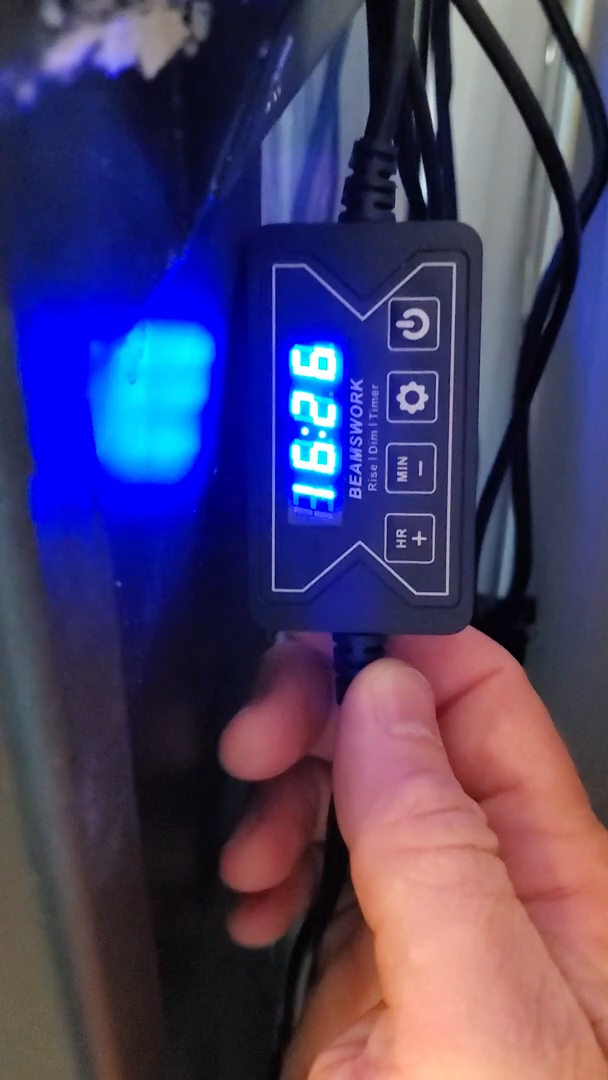 16:26
BEAMSWORK
Rise | Dim | Timer
MIN
−
HR
+